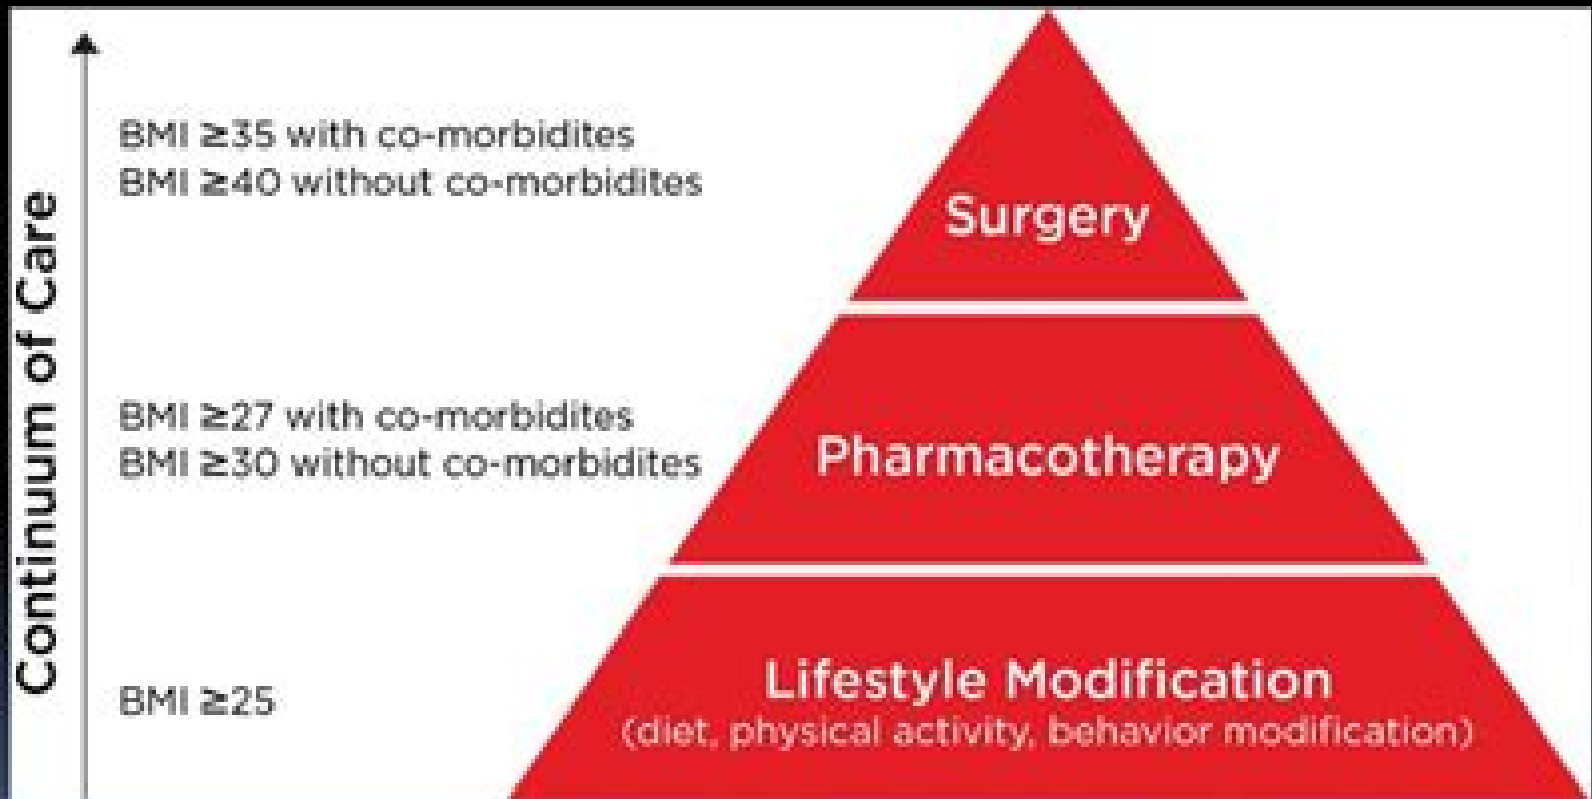 Continuum of Care
BMI ≥35 with co-morbidites
BMI ≥40 without co-morbidites
Surgery
BMI ≥27 with co-morbidites
BMI ≥30 without co-morbidites
Pharmacotherapy
BMI ≥25
Lifestyle Modification
(diet, physical activity, behavior modification)